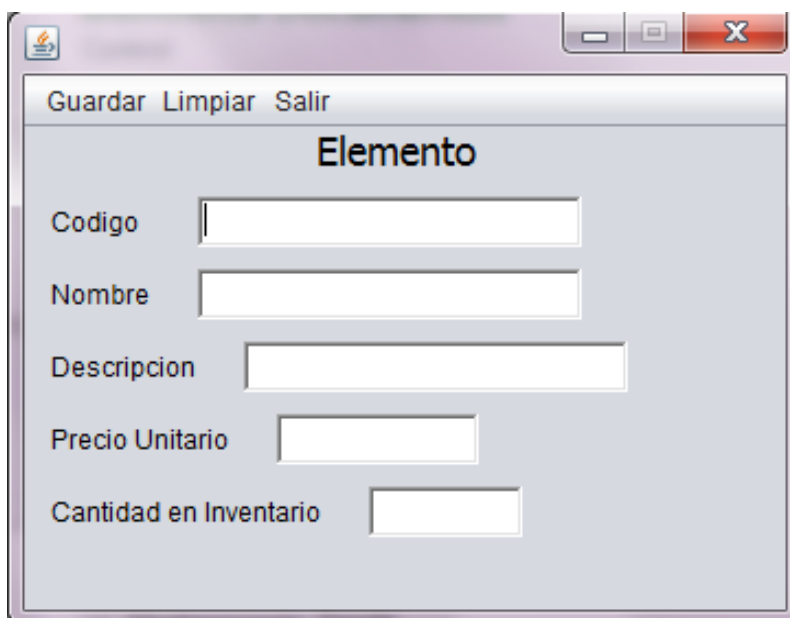 Guardar Limpiar Salir
Elemento
Codigo
Nombre
Descripcion
Precio Unitario
Cantidad en Inventario